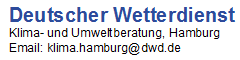 Deutscher Wetterdienst
Klima- und Umweltberatung, Hamburg
Email: klima.hamburg@dwd.de